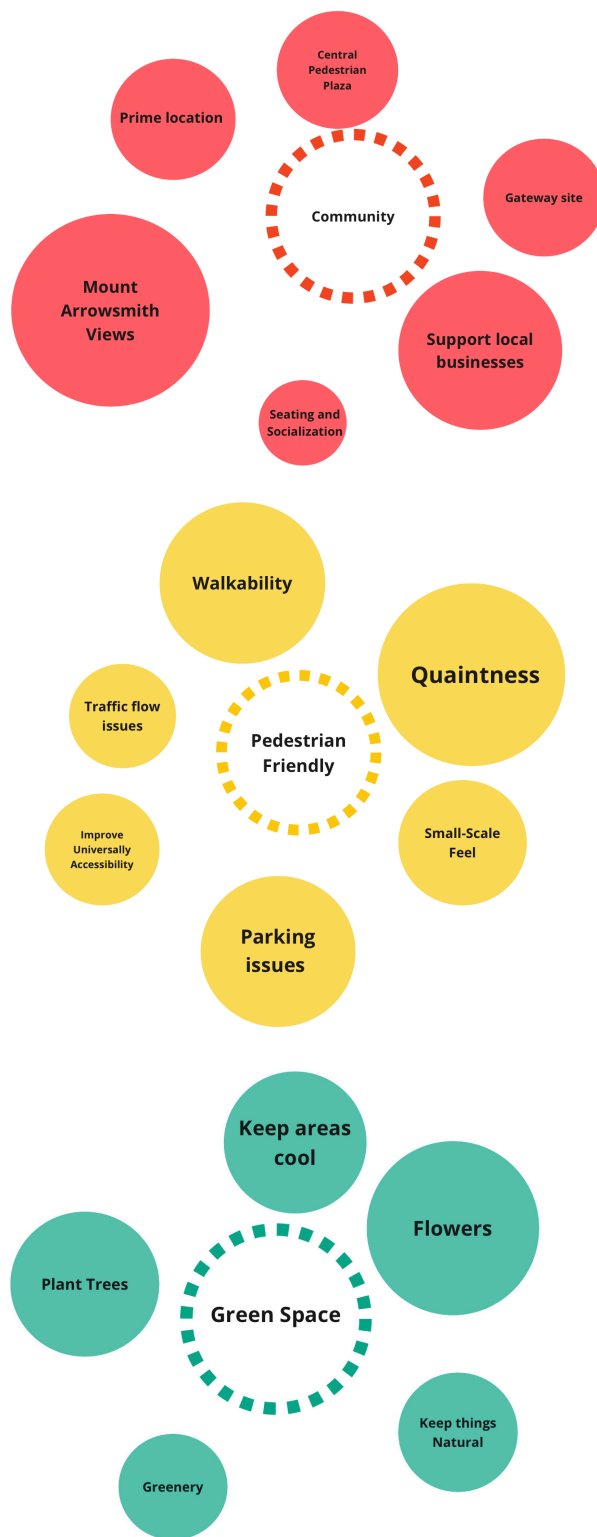 Central
Pedestrian
Plaza
Prime location
Gateway site
Community
Mount
Arrowsmith
Views
Support local
businesses
Seating and
Socialization
Walkability
Quaintness
Traffic flow
issues
Pedestrian
Friendly
Improve
Universally
Accessibility
Small-Scale
Feel
Parking
issues
Keep areas
cool
Flowers
Plant Trees
Green Space
Keep things
Natural
Greenery